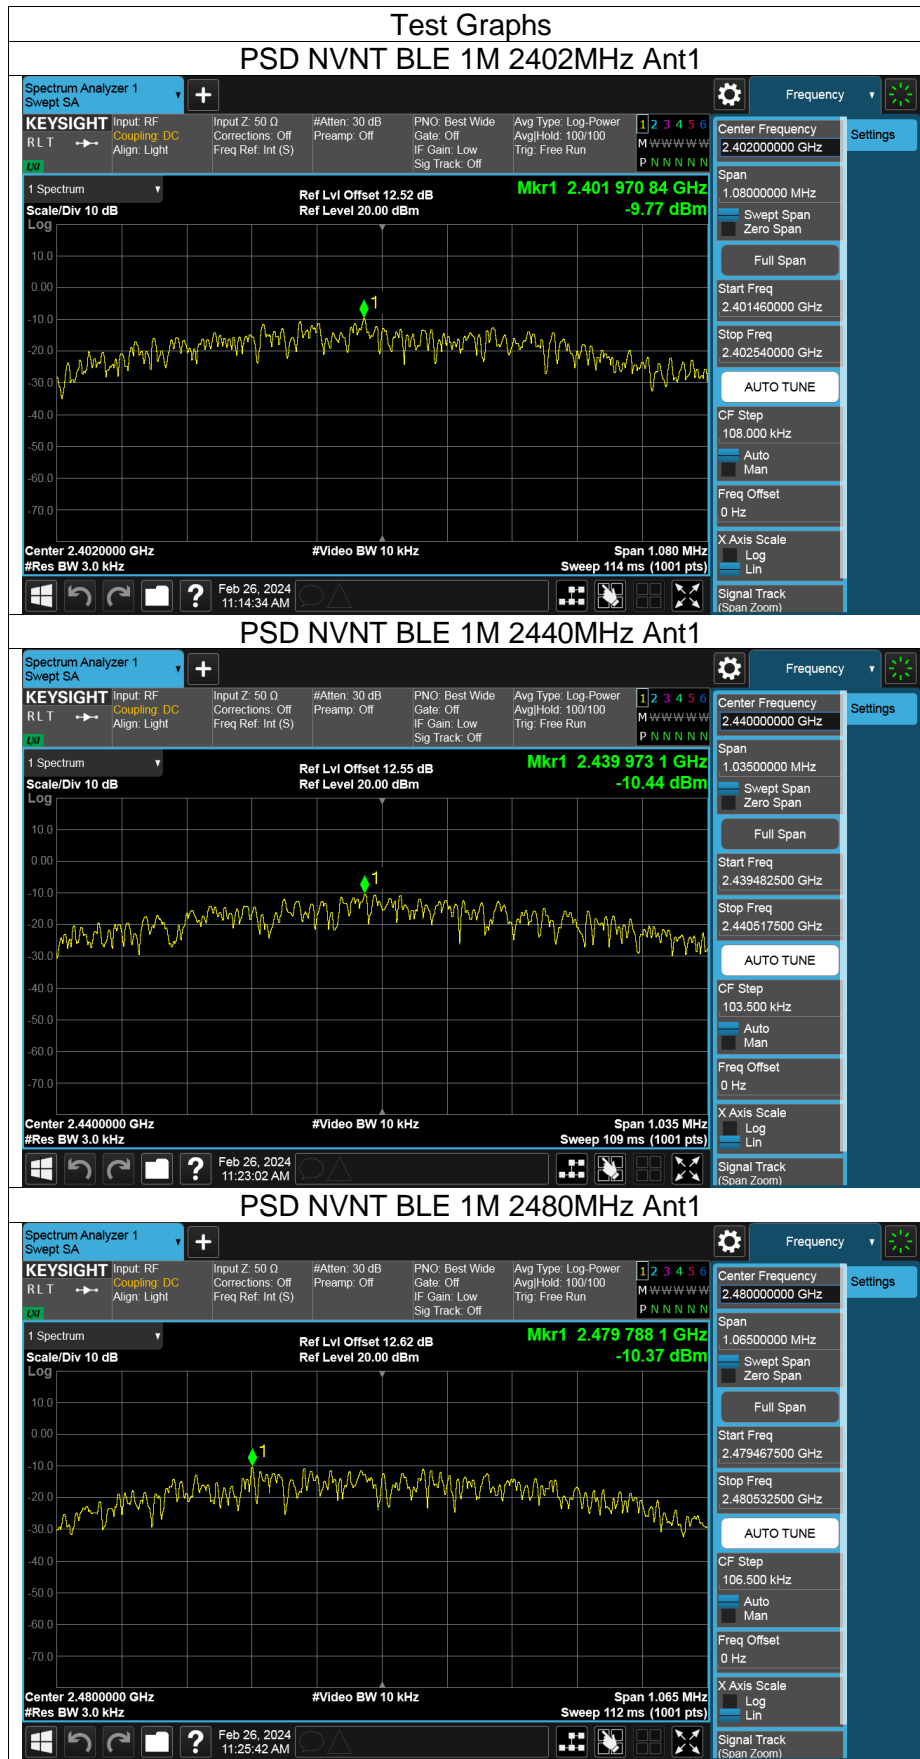 Test Graphs
PSD NVNT BLE 1M 2402MHz Ant1
Spectrum Analyzer 1
Swept SA
Frequency
KEYSIGHT
RLT
LXI
Input: RF
Coupling: DC
Align: Light
Input Z: 50 Ω
Corrections: Off
Freq Ref: Int (S)
#Atten: 30 dB
Preamp: Off
PNO: Best Wide
Gate: Off
IF Gain: Low
Sig Track: Off
Avg Type: Log-Power
Avg|Hold: 100/100
Trig: Free Run
1 2 3 4 5 6
M W W W W W
P N N N N N
1 Spectrum
Scale/Div 10 dB
Ref Lvl Offset 12.52 dB
Ref Level 20.00 dBm
Mkr1 2.401 970 84 GHz
-9.77 dBm
Log
10.0
0.00
-10.0
-20.0
-30.0
-40.0
-50.0
-60.0
-70.0
1
Center 2.4020000 GHz
#Res BW 3.0 kHz
#Video BW 10 kHz
Span 1.080 MHz
Sweep 114 ms (1001 pts)
Feb 26, 2024
11:14:34 AM
Center Frequency
2.402000000 GHz
Settings
Span
1.08000000 MHz
Swept Span
Zero Span
Full Span
Start Freq
2.401460000 GHz
Stop Freq
2.402540000 GHz
AUTO TUNE
CF Step
108.000 kHz
Auto
Man
Freq Offset
0 Hz
X Axis Scale
Log
Lin
Signal Track
(Span Zoom)
PSD NVNT BLE 1M 2440MHz Ant1
Spectrum Analyzer 1
Swept SA
Frequency
KEYSIGHT
RLT
LXI
Input: RF
Coupling: DC
Align: Light
Input Z: 50 Ω
Corrections: Off
Freq Ref: Int (S)
#Atten: 30 dB
Preamp: Off
PNO: Best Wide
Gate: Off
IF Gain: Low
Sig Track: Off
Avg Type: Log-Power
Avg|Hold: 100/100
Trig: Free Run
1 2 3 4 5 6
M W W W W W
P N N N N N
1 Spectrum
Scale/Div 10 dB
Ref Lvl Offset 12.55 dB
Ref Level 20.00 dBm
Mkr1 2.439 973 1 GHz
-10.44 dBm
Log
10.0
0.00
-10.0
-20.0
-30.0
-40.0
-50.0
-60.0
-70.0
1
Center 2.4400000 GHz
#Res BW 3.0 kHz
#Video BW 10 kHz
Span 1.035 MHz
Sweep 109 ms (1001 pts)
Feb 26, 2024
11:23:02 AM
Center Frequency
2.440000000 GHz
Settings
Span
1.03500000 MHz
Swept Span
Zero Span
Full Span
Start Freq
2.439482500 GHz
Stop Freq
2.440517500 GHz
AUTO TUNE
CF Step
103.500 kHz
Auto
Man
Freq Offset
0 Hz
X Axis Scale
Log
Lin
Signal Track
(Span Zoom)
PSD NVNT BLE 1M 2480MHz Ant1
Spectrum Analyzer 1
Swept SA
Frequency
KEYSIGHT
RLT
LXI
Input: RF
Coupling: DC
Align: Light
Input Z: 50 Ω
Corrections: Off
Freq Ref: Int (S)
#Atten: 30 dB
Preamp: Off
PNO: Best Wide
Gate: Off
IF Gain: Low
Sig Track: Off
Avg Type: Log-Power
Avg|Hold: 100/100
Trig: Free Run
1 2 3 4 5 6
M W W W W W
P N N N N N
1 Spectrum
Scale/Div 10 dB
Ref Lvl Offset 12.62 dB
Ref Level 20.00 dBm
Mkr1 2.479 788 1 GHz
-10.37 dBm
Log
10.0
0.00
-10.0
-20.0
-30.0
-40.0
-50.0
-60.0
-70.0
1
Center 2.4800000 GHz
#Res BW 3.0 kHz
#Video BW 10 kHz
Span 1.065 MHz
Sweep 112 ms (1001 pts)
Feb 26, 2024
11:25:42 AM
Center Frequency
2.480000000 GHz
Settings
Span
1.06500000 MHz
Swept Span
Zero Span
Full Span
Start Freq
2.479467500 GHz
Stop Freq
2.480532500 GHz
AUTO TUNE
CF Step
106.500 kHz
Auto
Man
Freq Offset
0 Hz
X Axis Scale
Log
Lin
Signal Track
(Span Zoom)